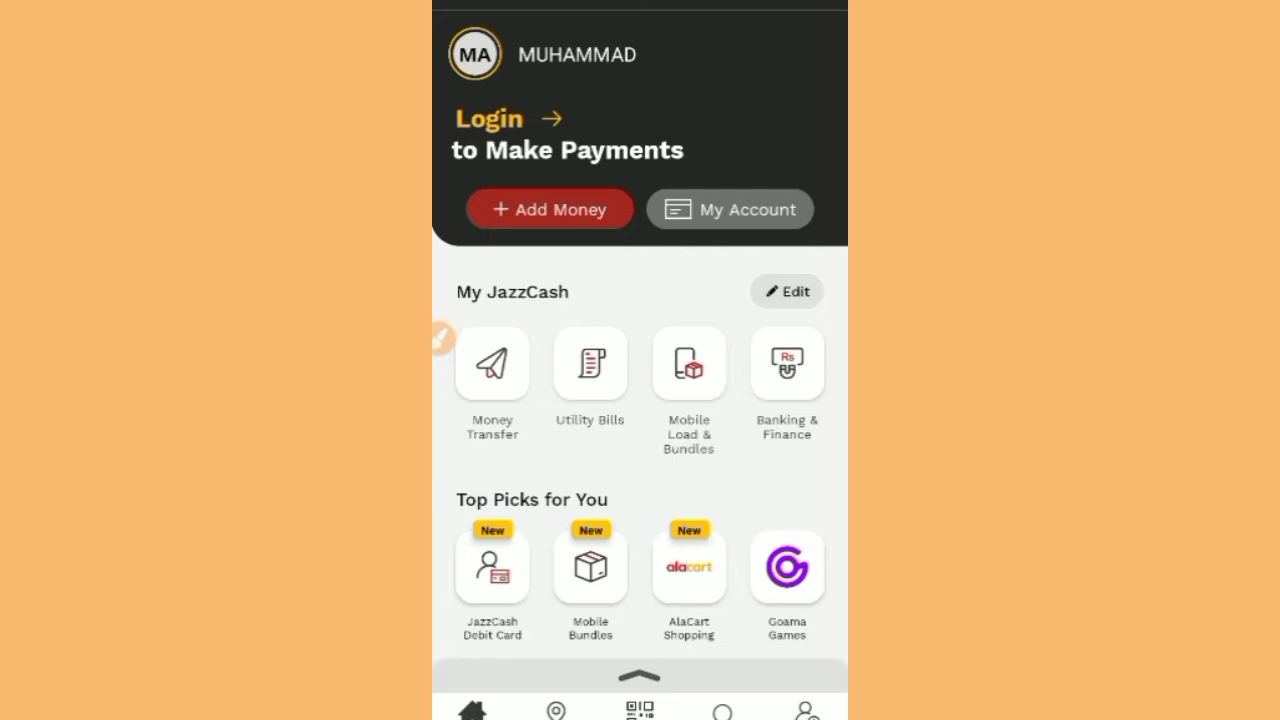 MA MUHAMMAD
Login →
to Make Payments
+ Add Money My Account
My JazzCash Edit
Rs
Money Transfer
Utility Bills
Mobile Load & Bundles
Banking & Finance
Top Picks for You
New New New
alacart
JazzCash Debit Card
Mobile Bundles
AlaCart Shopping
Goama Games